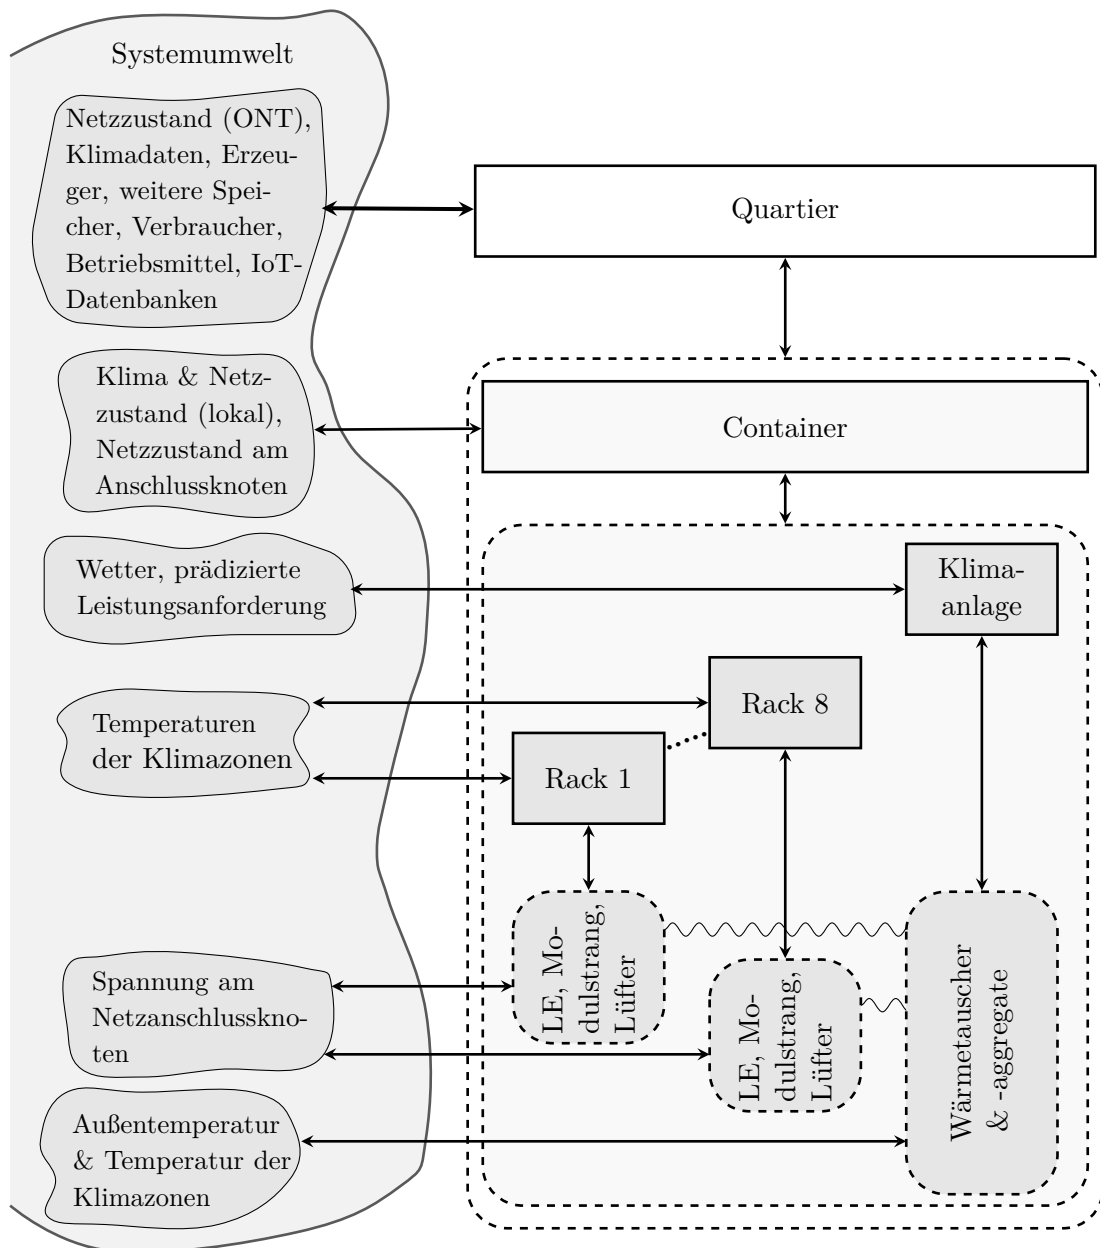 Systemumwelt
Netzzustand (ONT),
Klimadaten, Erzeu-
ger, weitere Spei-
cher, Verbraucher,
Betriebsmittel, IoT-
Datenbanken
Quartier
Klima & Netz-
zustand (lokal),
Netzzustand am
Anschlussknoten
Container
Wetter, prädizierte
Leistungsanforderung
Klima-
anlage
Temperaturen
der Klimazonen
Rack 8
Rack 1
LE, Mo-
dulstrang,
Lüfter
Spannung am
Netzanschlusskno-
ten
LE, Mo-
dulstrang,
Lüfter
Wärmetauscher
& -aggregate
Außentemperatur
& Temperatur der
Klimazonen